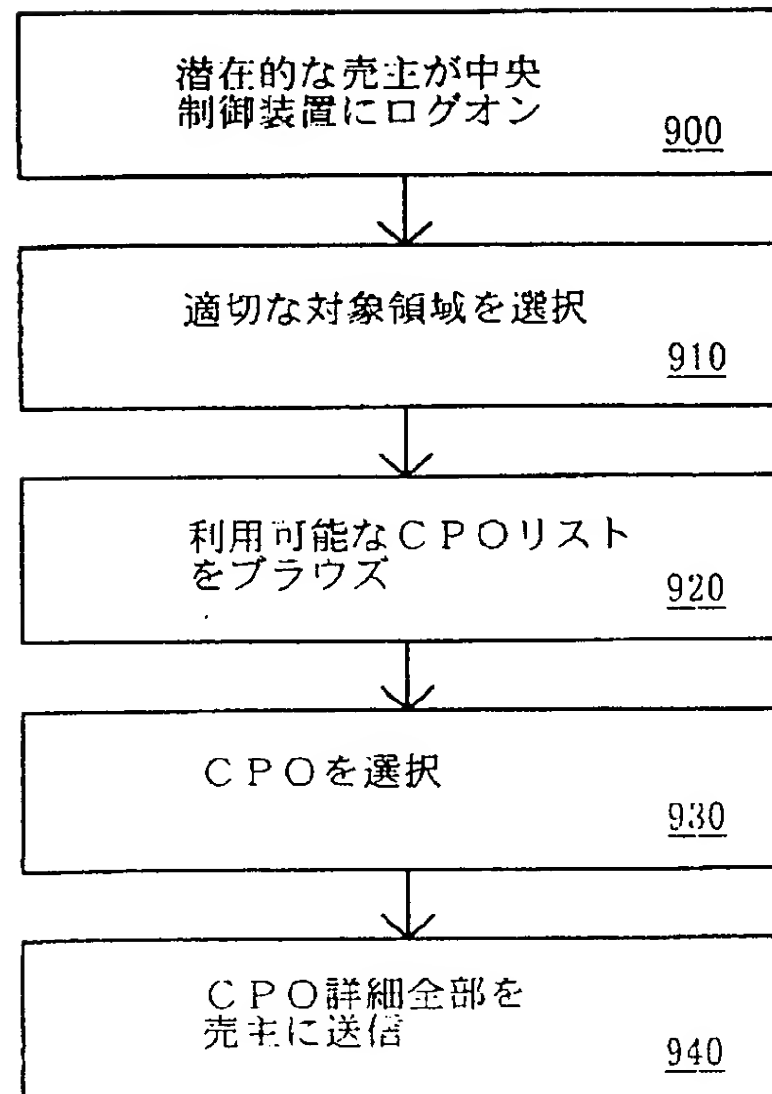 潜在的な売主が中央
制御装置にログオン
900
適切な対象領域を選択
910
利用可能なＣＰＯリスト
をブラウズ
920
ＣＰＯを選択
930
ＣＰＯ詳細全部を
売主に送信
940